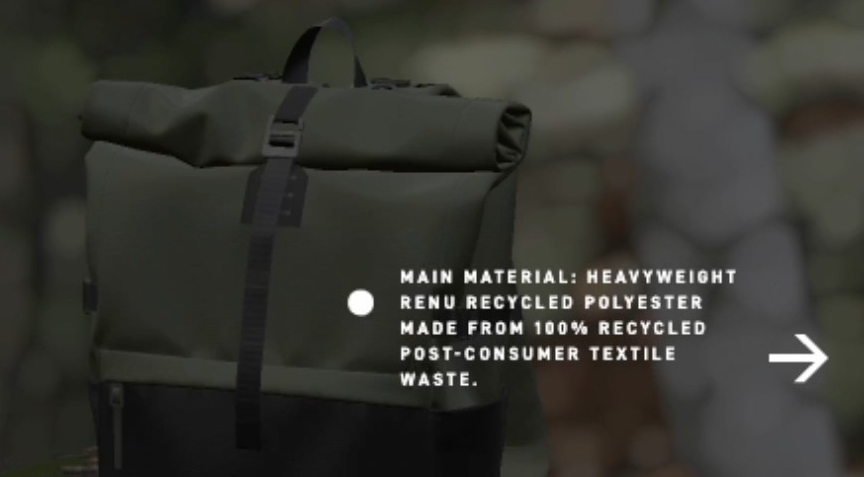 MAIN MATERIAL: HEAVYWEIGHT
RENU RECYCLED POLYESTER
MADE FROM 100% RECYCLED
POST-CONSUMER TEXTILE
WASTE.